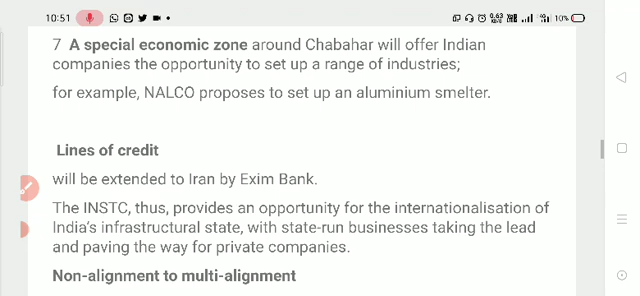 10:51 0.63 KB/S 10%
7 A special economic zone around Chabahar will offer Indian
companies the opportunity to set up a range of industries;
for example, NALCO proposes to set up an aluminium smelter.
Lines of credit
will be extended to Iran by Exim Bank.
The INSTC, thus, provides an opportunity for the internationalisation of
India's infrastructural state, with state-run businesses taking the lead
and paving the way for private companies.
Non-alignment to multi-alignment